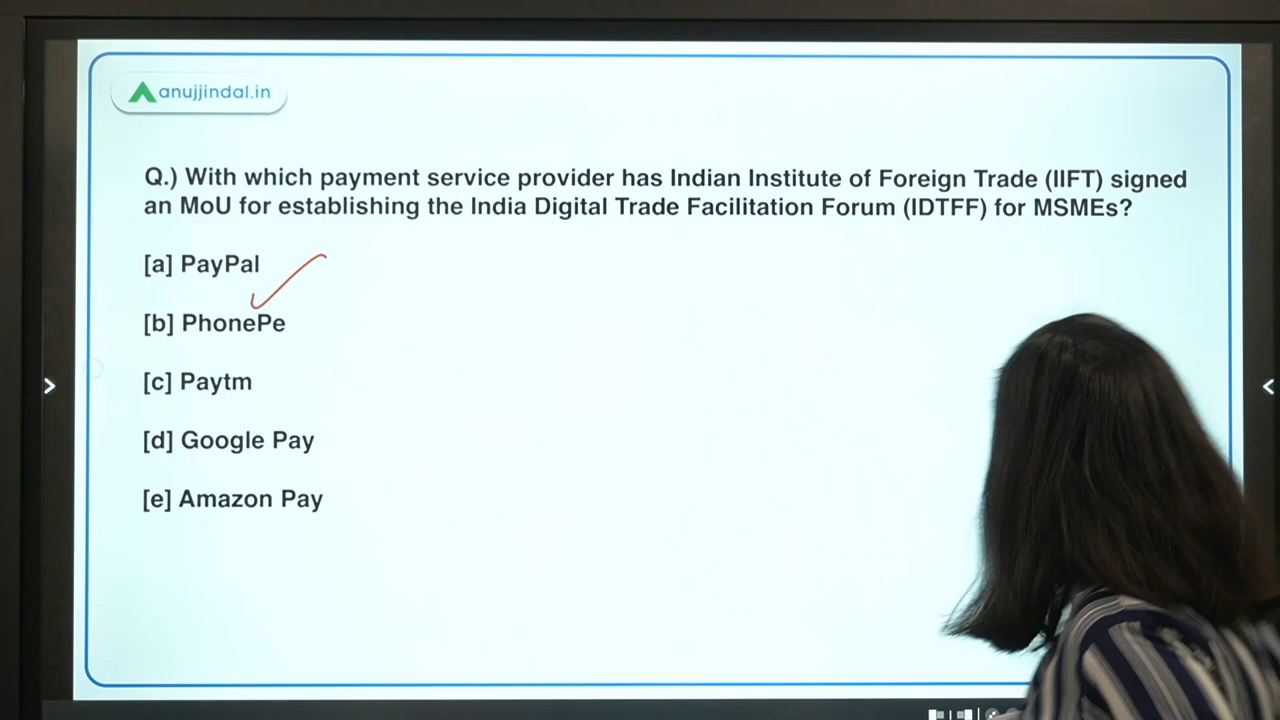 anujjindal.in
Q.) With which payment service provider has Indian Institute of Foreign Trade (IIFT) signed
an MoU for establishing the India Digital Trade Facilitation Forum (IDTFF) for MSMEs?
[a] PayPal
[b] PhonePe
[c] Paytm
[d] Google Pay
[e] Amazon Pay